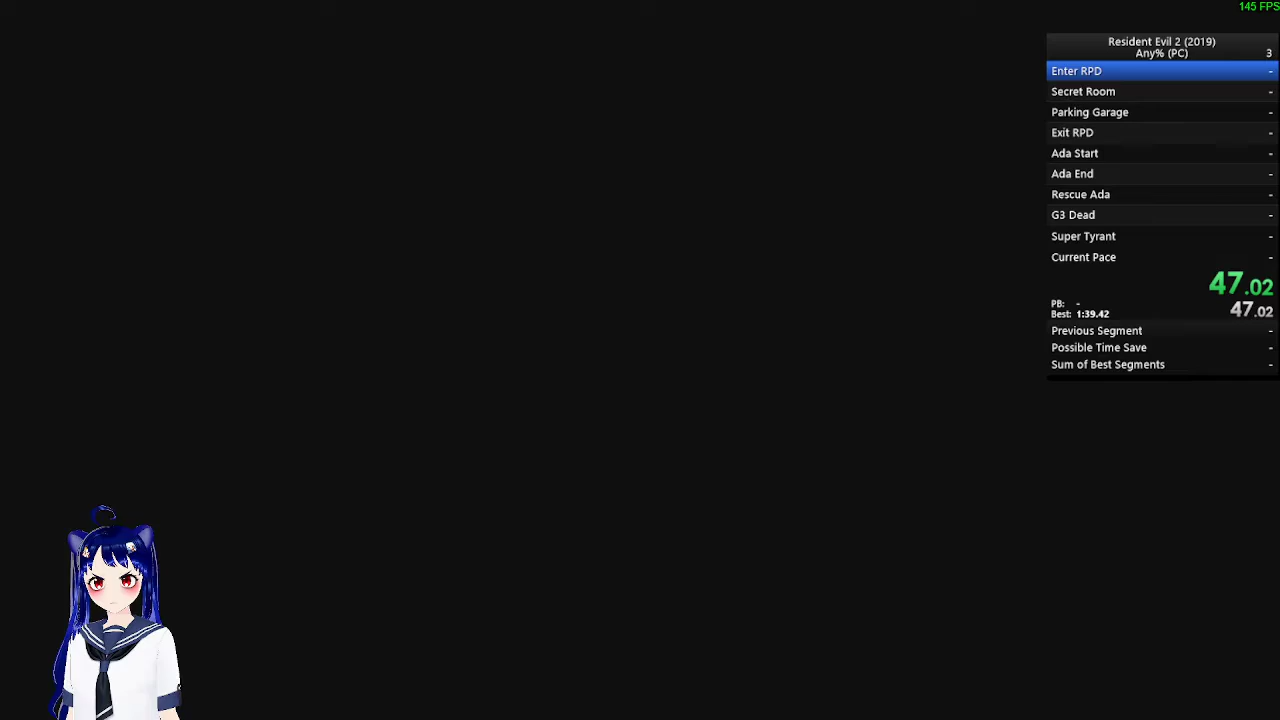 145 FPS
Resident Evil 2 (2019)
Any% (PC) 3
Enter RPD -
Secret Room -
Parking Garage -
Exit RPD -
Ada Start -
Ada End -
Rescue Ada -
G3 Dead -
Super Tyrant -
Current Pace -
47.02
PB: -
Best: 1:39.42 47.02
Previous Segment -
Possible Time Save -
Sum of Best Segments -